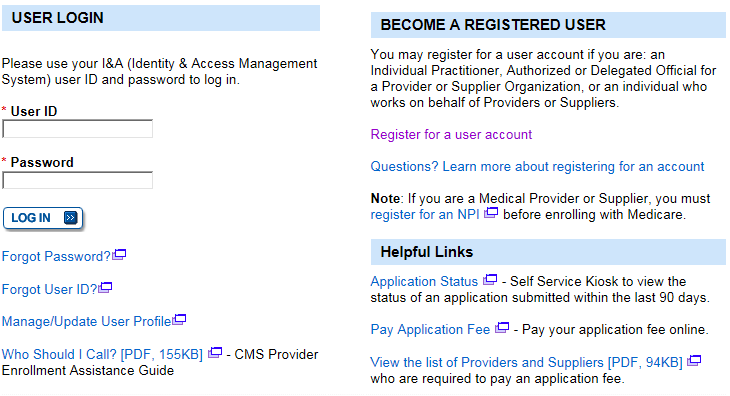 USER LOGIN
Please use your I&A (Identity & Access Management
System) user ID and password to log in.
* User ID
* Password
LOG IN
Forgot Password?
Forgot User ID?
Manage/Update User Profile
Who Should I Call? [PDF, 155KB] - CMS Provider
Enrollment Assistance Guide
BECOME A REGISTERED USER
You may register for a user account if you are: an
Individual Practitioner, Authorized or Delegated Official for
a Provider or Supplier Organization, or an individual who
works on behalf of Providers or Suppliers.
Register for a user account
Questions? Learn more about registering for an account
Note: If you are a Medical Provider or Supplier, you must
register for an NPI before enrolling with Medicare.
Helpful Links
Application Status - Self Service Kiosk to view the
status of an application submitted within the last 90 days.
Pay Application Fee - Pay your application fee online.
View the list of Providers and Suppliers [PDF, 94KB]
who are required to pay an application fee.